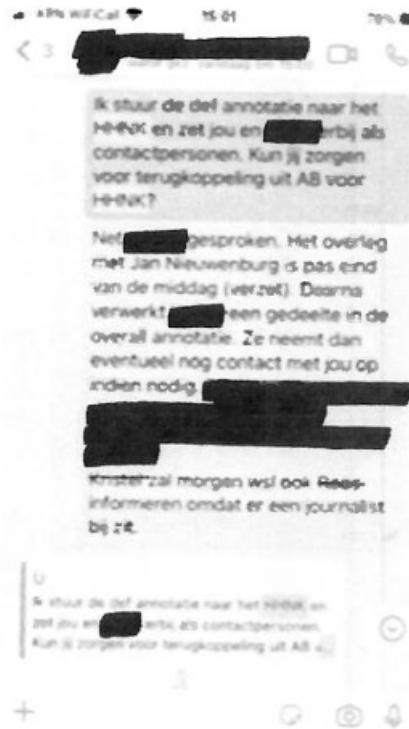 KPN WiFiCall 15:01 78%
3
Ik stuur de def annotatie naar het
HHNK en zet jou en erbij als
contactpersonen. Kun jij zorgen
voor terugkoppeling uit AB voor
HHNK?
Net gesproken. Het overleg
met Jan Nieuwenburg is pas eind
van de middag (verzet). Daarna
verwerkt een gedeelte in de
overall annotatie. Ze neemt dan
eventueel nog contact met jou op
indien nodig.
Kristel zal morgen wsl ook
informeren omdat er een journalist
bij zit.
U
Ik stuur de def annotatie naar het HHNK en
zet jou en erbij als contactpersonen.
Kun jij zorgen voor terugkoppeling uit AB v...